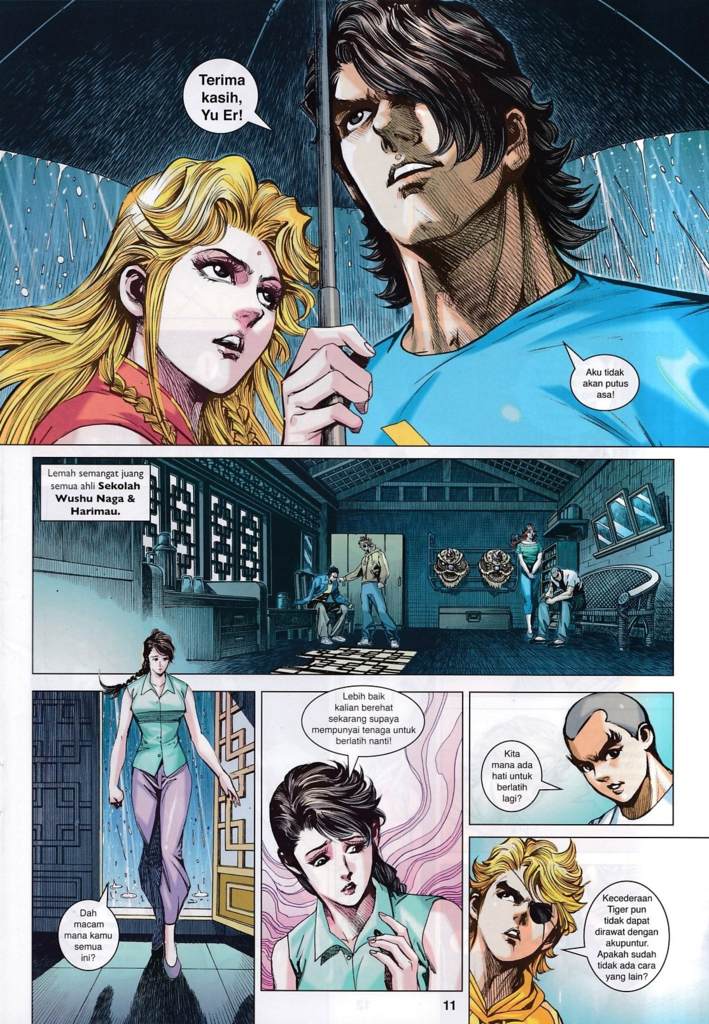 Terima
kasih,
Yu Er!
Aku tidak
akan putus
asa!
Lemah semangat juang
semua ahli Sekolah
Wushu Naga &
Harimau.
Dah
macam
mana kamu
semua
ini?
Lebih baik
kalian berehat
sekarang supaya
mempunyai tenaga untuk
berlatih nanti!
Kita
mana ada
hati untuk
berlatih
lagi?
Kecederaan
Tiger pun
tidak dapat
dirawat dengan
akupuntur.
Apakah sudah
tidak ada cara
yang lain?
11